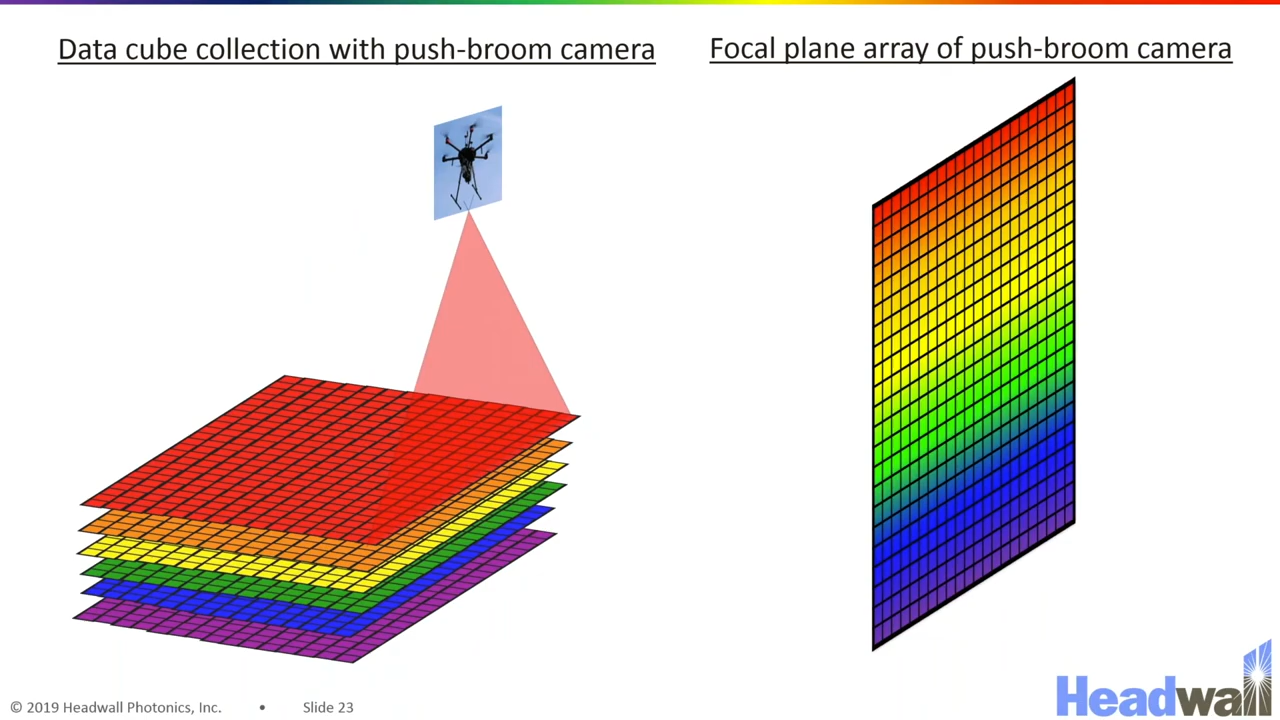 Data cube collection with push-broom camera
Focal plane array of push-broom camera
© 2019 Headwall Photonics, Inc. • Slide 23
Headwall